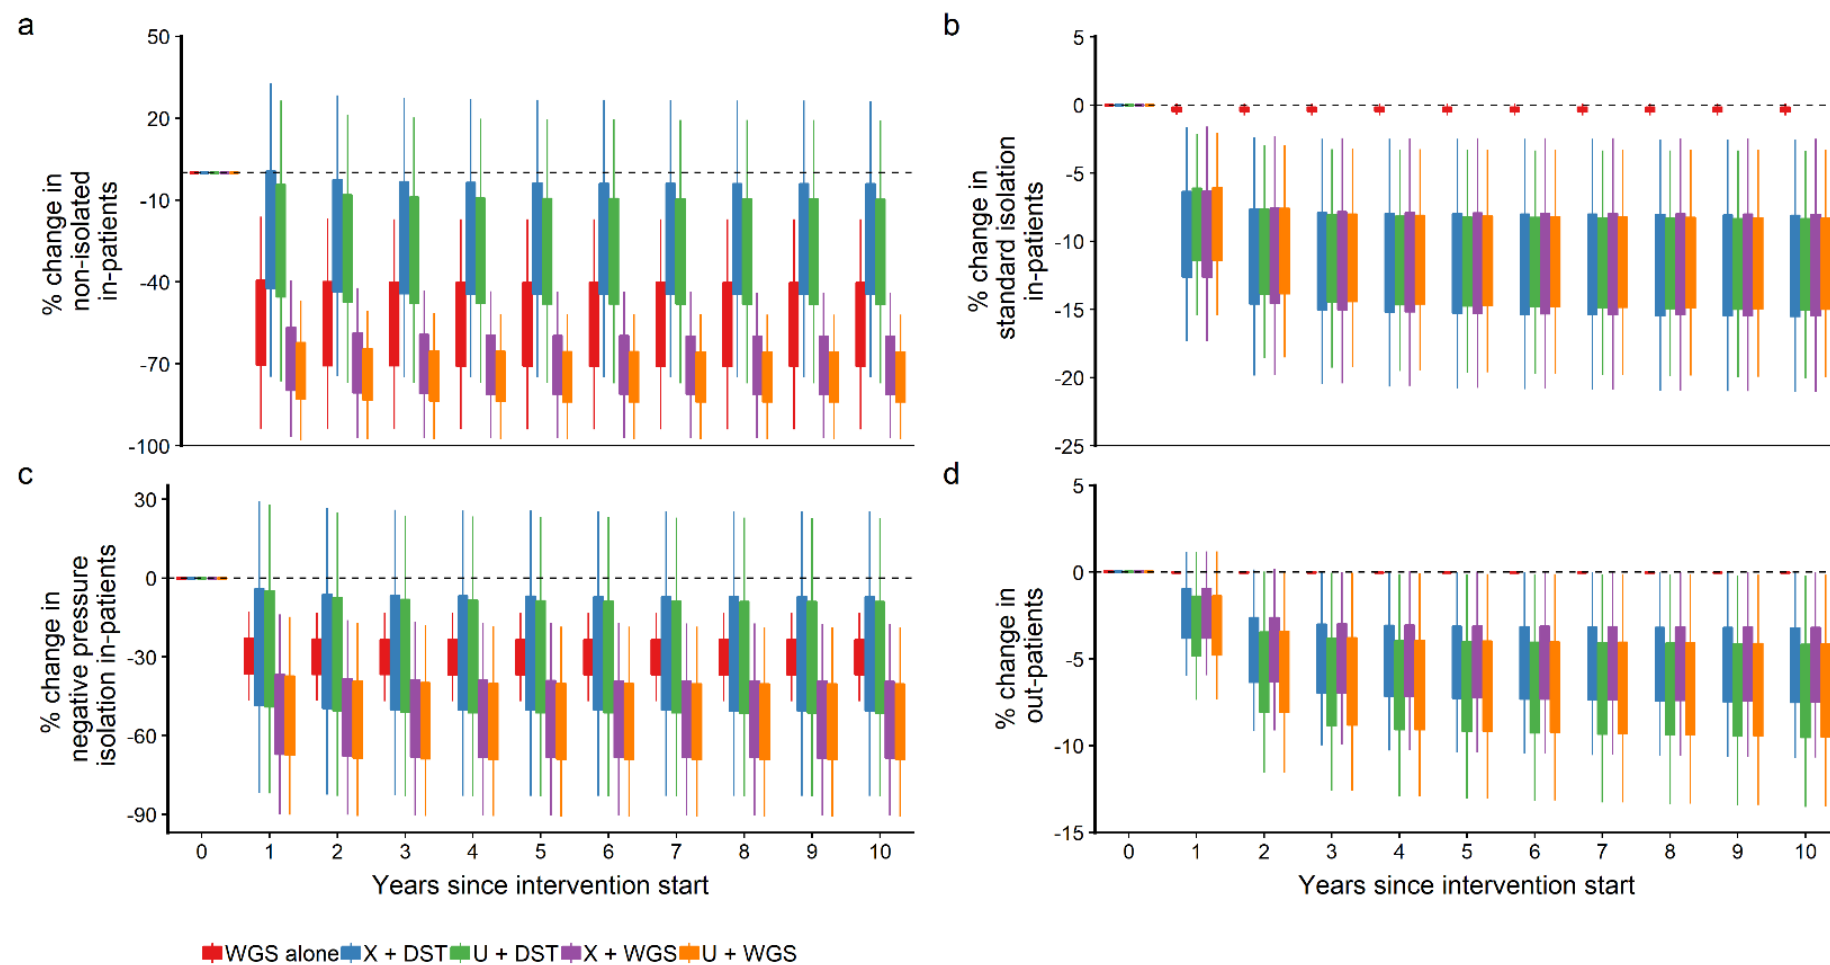 a
50
20
-10
-40
-70
-100
% change in
non-isolated
in-patients
b
5
0
-5
-10
-15
-20
-25
% change in
standard isolation
in-patients
c
30
0
-30
-60
-90
% change in
negative pressure
isolation in-patients
0 1 2 3 4 5 6 7 8 9 10
Years since intervention start
d
5
0
-5
-10
-15
% change in
out-patients
0 1 2 3 4 5 6 7 8 9 10
Years since intervention start
WGS alone X + DST U + DST X + WGS U + WGS